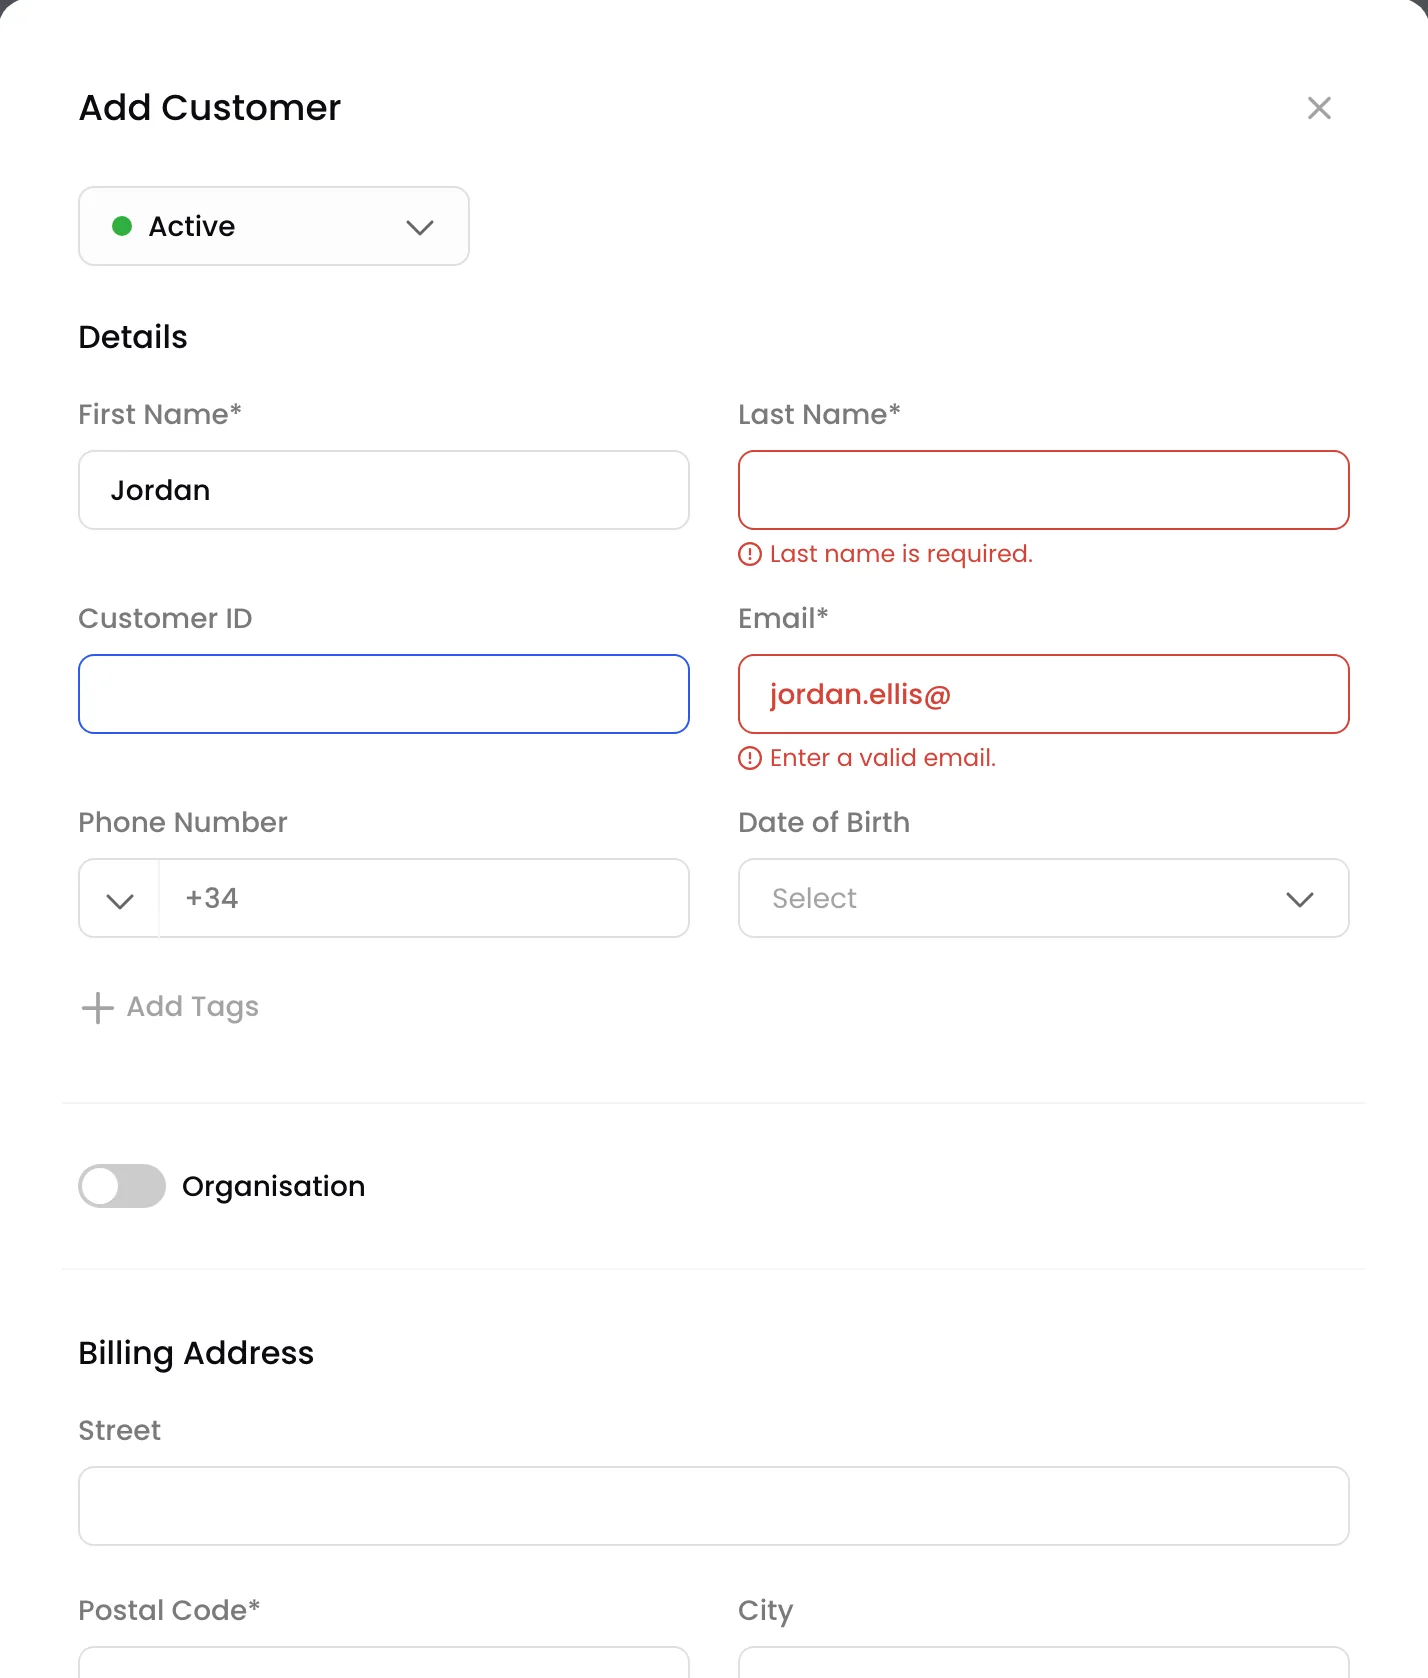 Add Customer
Active
Details
First Name*
Last Name*
Jordan
Last name is required.
Customer ID
Email*
jordan.ellis@
Enter a valid email.
Phone Number
Date of Birth
+34
Select
Add Tags
Organisation
Billing Address
Street
Postal Code*
City